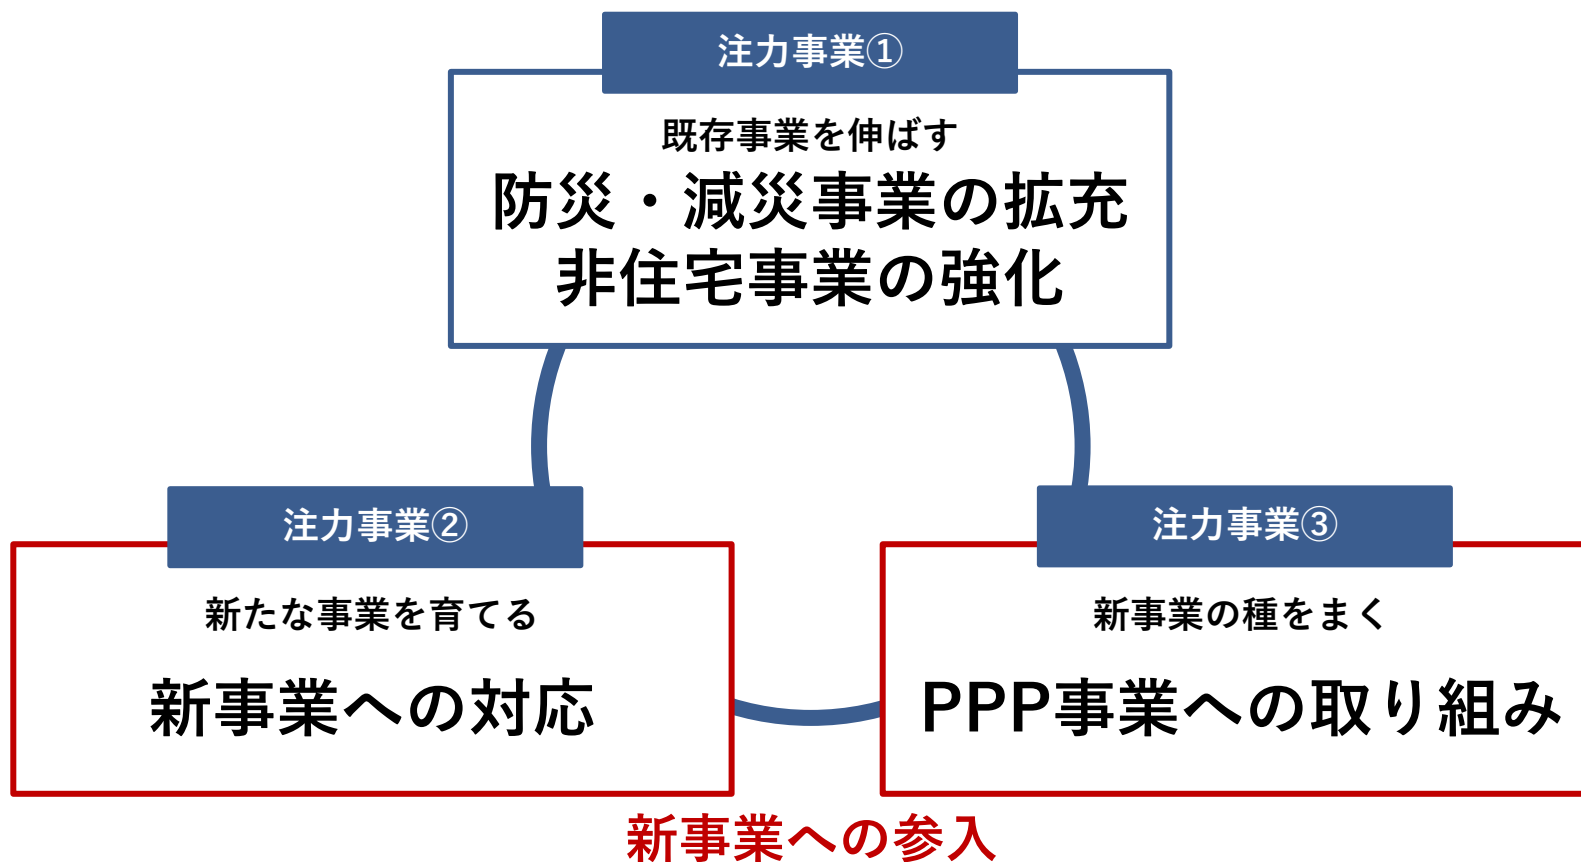 注力事業①
既存事業を伸ばす
防災・減災事業の拡充
非住宅事業の強化
注力事業②
新たな事業を育てる
新事業への対応
注力事業③
新事業の種をまく
PPP事業への取り組み
新事業への参入